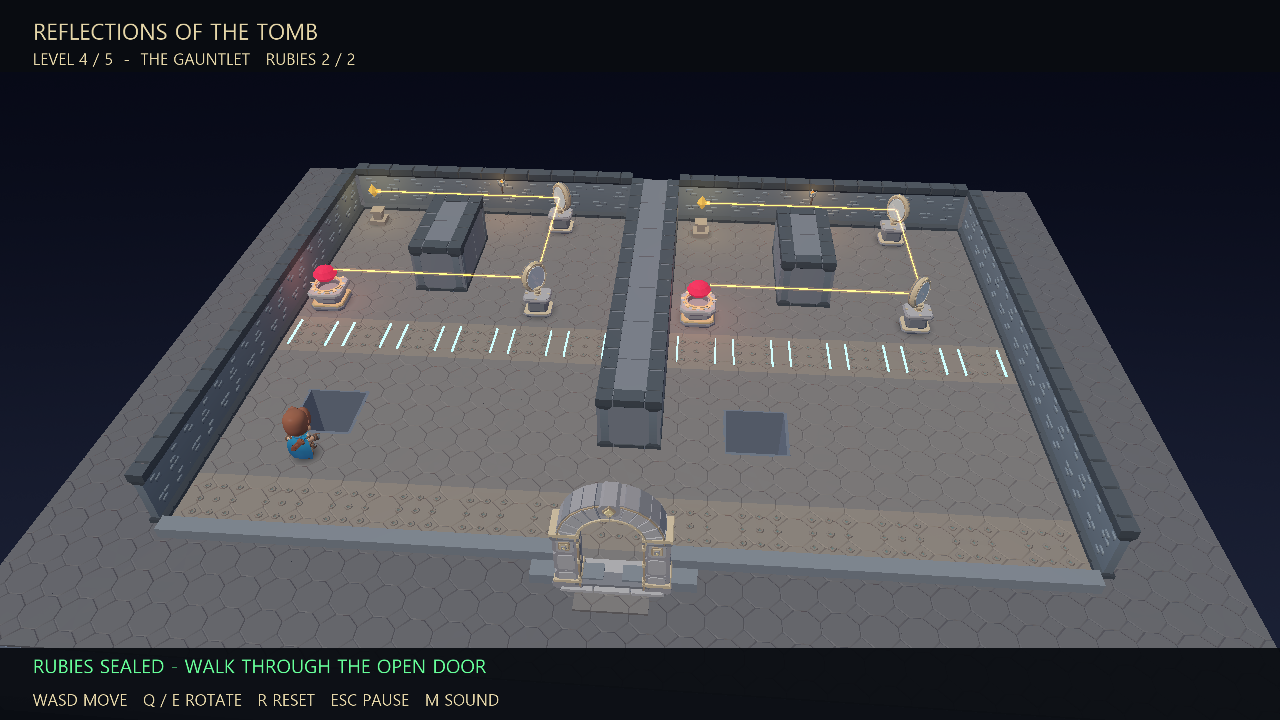 REFLECTIONS OF THE TOMB
LEVEL 4 / 5 - THE GAUNTLET RUBIES 2 / 2
RUBIES SEALED - WALK THROUGH THE OPEN DOOR
WASD MOVE Q / E ROTATE R RESET ESC PAUSE M SOUND